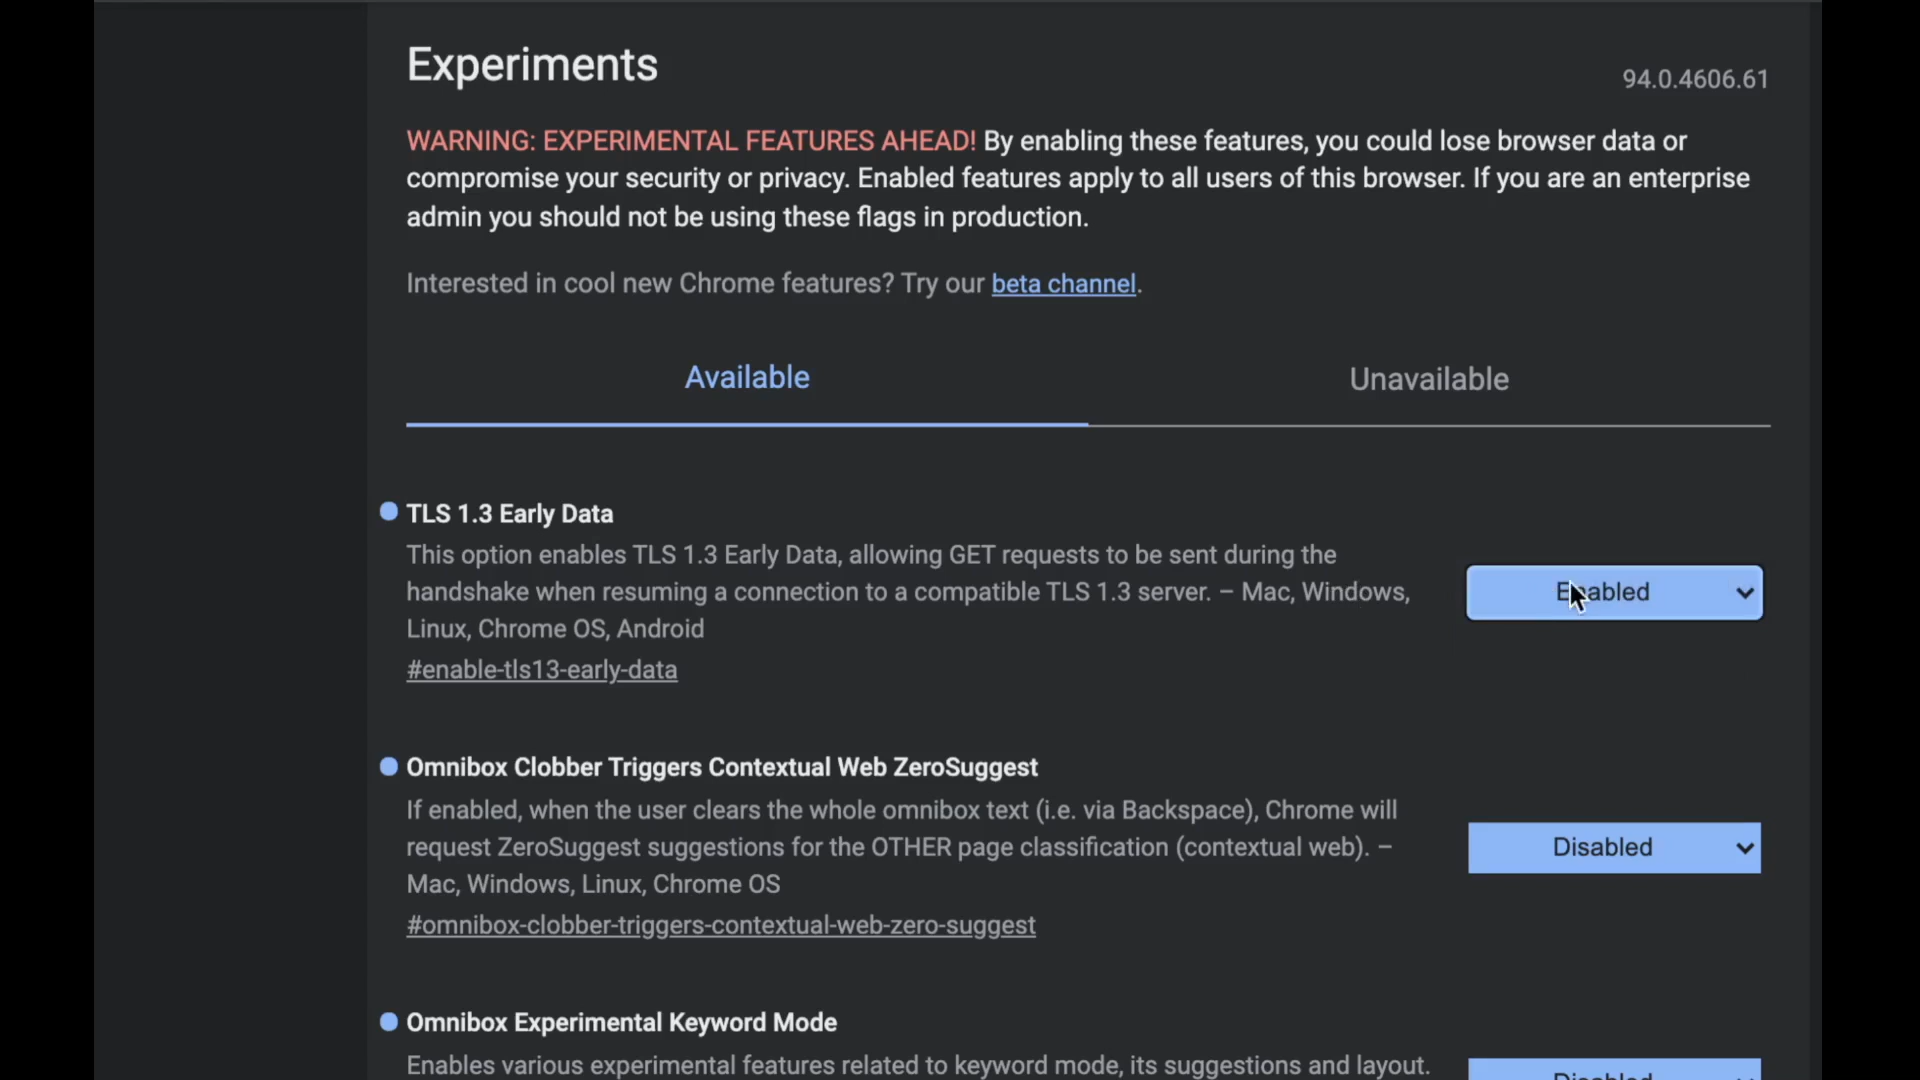 Experiments
94.0.4606.61
WARNING: EXPERIMENTAL FEATURES AHEAD! By enabling these features, you could lose browser data or
compromise your security or privacy. Enabled features apply to all users of this browser. If you are an enterprise
admin you should not be using these flags in production.
Interested in cool new Chrome features? Try our beta channel.
Available
Unavailable
TLS 1.3 Early Data
This option enables TLS 1.3 Early Data, allowing GET requests to be sent during the
handshake when resuming a connection to a compatible TLS 1.3 server. – Mac, Windows,
Linux, Chrome OS, Android
#enable-tls13-early-data
Enabled
Omnibox Clobber Triggers Contextual Web ZeroSuggest
If enabled, when the user clears the whole omnibox text (i.e. via Backspace), Chrome will
request ZeroSuggest suggestions for the OTHER page classification (contextual web). –
Mac, Windows, Linux, Chrome OS
#omnibox-clobber-triggers-contextual-web-zero-suggest
Disabled
Omnibox Experimental Keyword Mode
Enables various experimental features related to keyword mode, its suggestions and layout.
Disabled